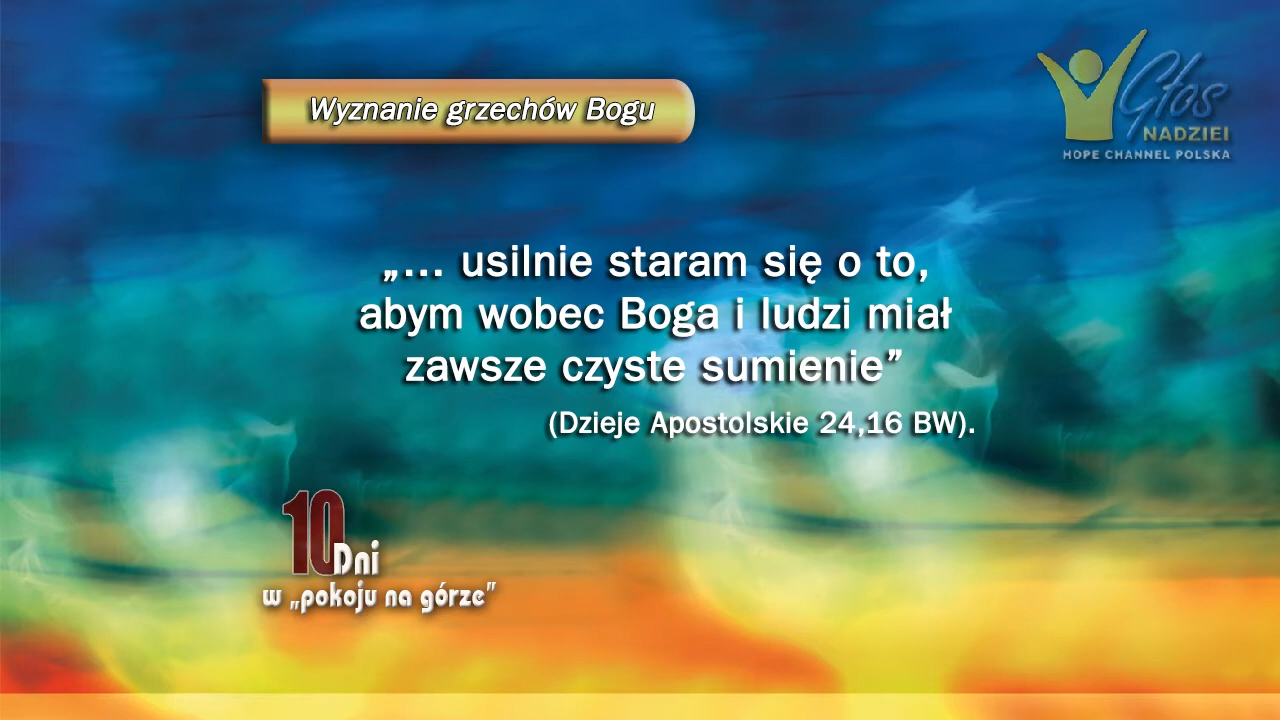 Wyznanie grzechów Bogu
Głos
NADZIEI
HOPE CHANNEL POLSKA
„... usilnie staram się o to,
abym wobec Boga i ludzi miał
zawsze czyste sumienie”
(Dzieje Apostolskie 24,16 BW).
10
Dni
w „pokoju na górze”